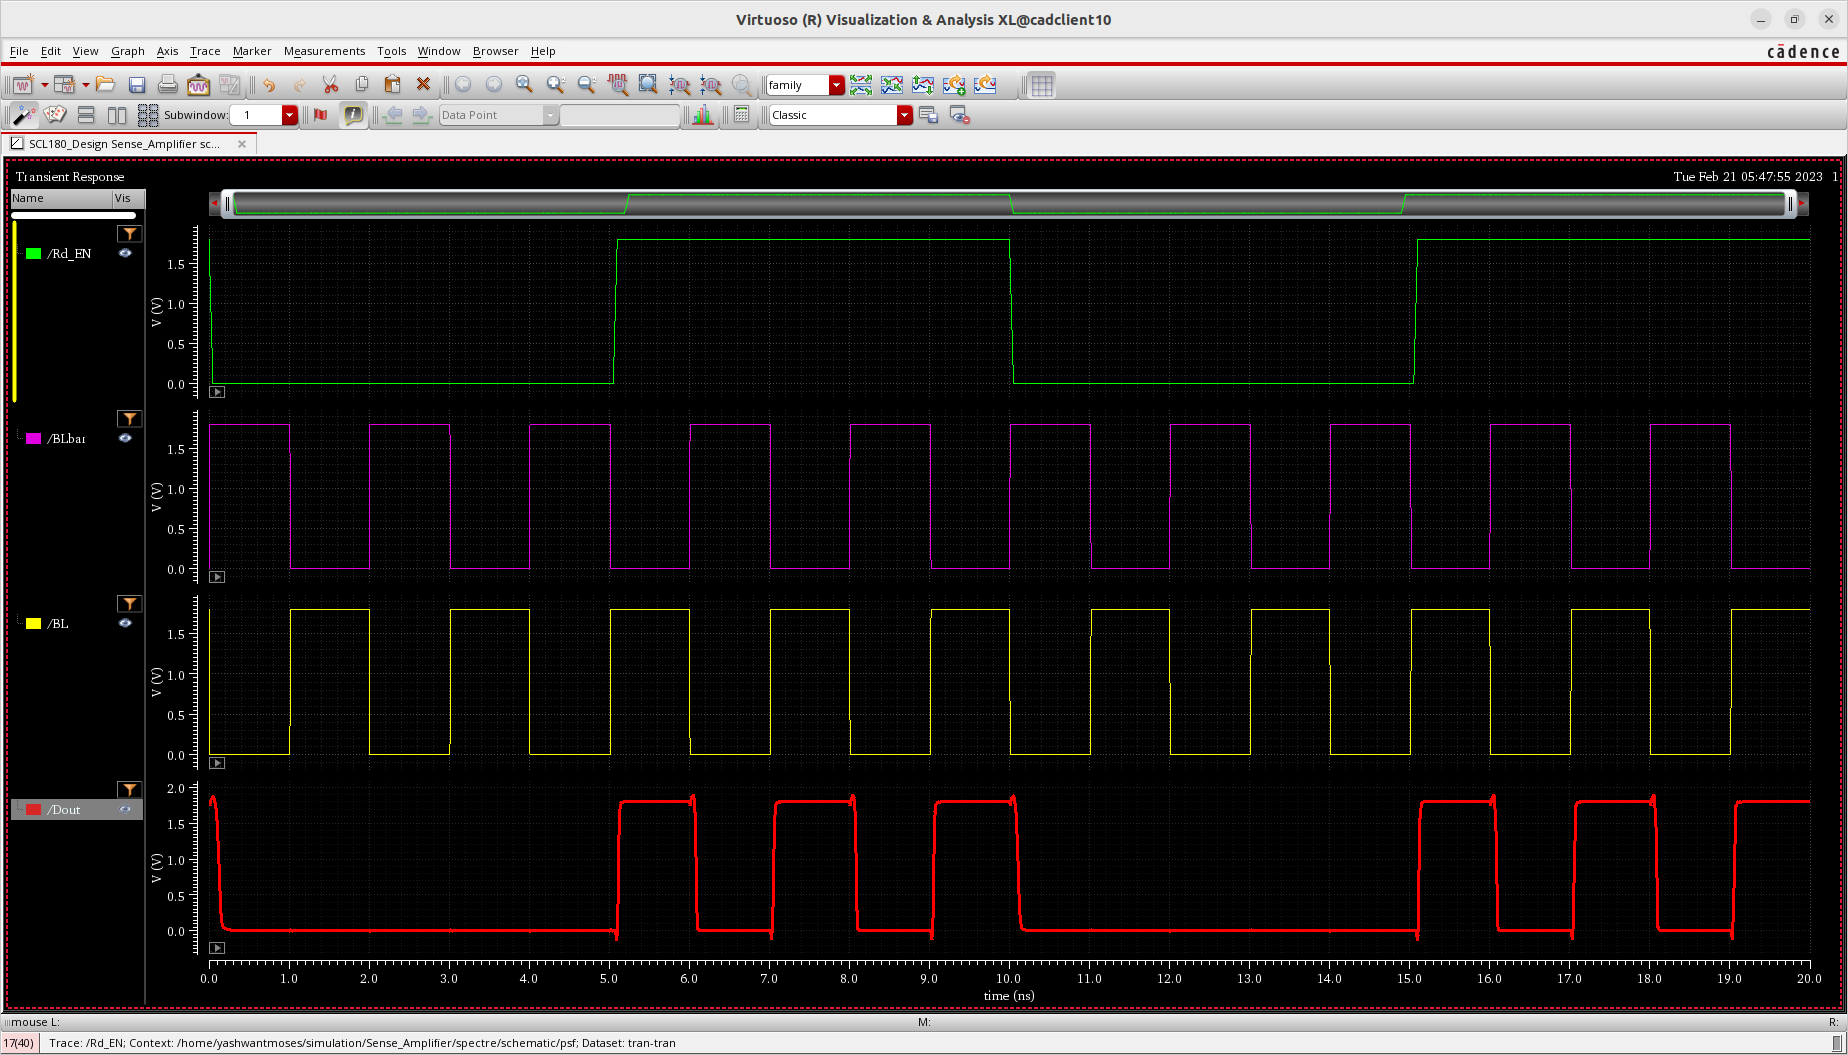 Virtuoso (R) Visualization & Analysis XL@cadclient10
File Edit View Graph Axis Trace Marker Measurements Tools Window Browser Help
cādence
family
Subwindow: 1
Data Point
Classic
SCL180_Design Sense_Amplifier sc...
Transient Response
Tue Feb 21 05:47:55 2023 1
Name Vis
/Rd_EN
V (V)
1.5
1.0
0.5
0.0
/BLbar
V (V)
1.5
1.0
0.5
0.0
/BL
V (V)
1.5
1.0
0.5
0.0
/Dout
V (V)
2.0
1.5
1.0
0.5
0.0
0.0 1.0 2.0 3.0 4.0 5.0 6.0 7.0 8.0 9.0 10.0 11.0 12.0 13.0 14.0 15.0 16.0 17.0 18.0 19.0 20.0
time (ns)
mouse L: M: R:
17(40) Trace: /Rd_EN; Context: /home/yashwantmoses/simulation/Sense_Amplifier/spectre/schematic/psf; Dataset: tran-tran